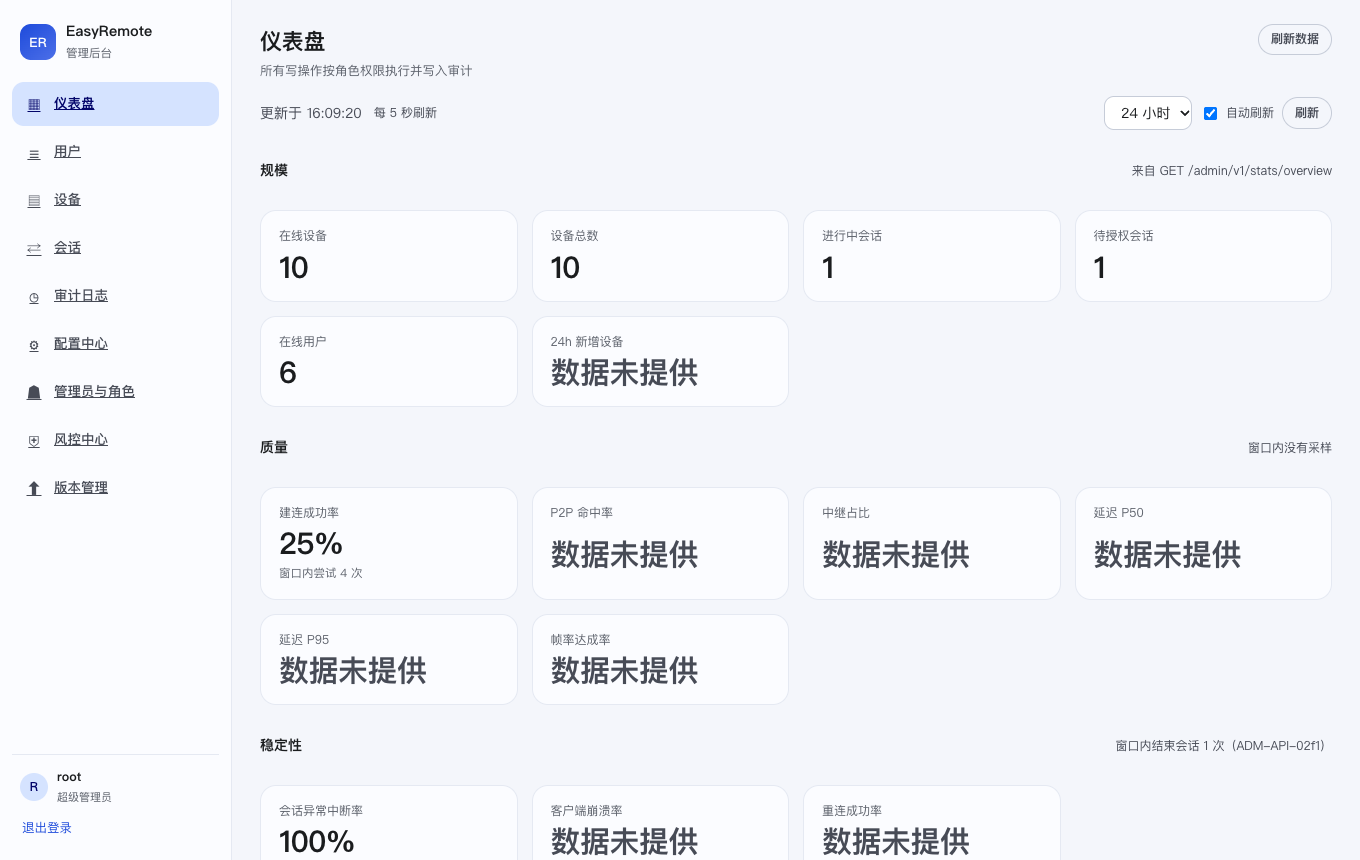 ER
EasyRemote
管理后台
仪表盘
用户
设备
会话
审计日志
配置中心
管理员与角色
风控中心
版本管理
R
root
超级管理员
退出登录
仪表盘
刷新数据
所有写操作按角色权限执行并写入审计
更新于 16:09:20 每 5 秒刷新
24 小时 自动刷新 刷新
规模
来自 GET /admin/v1/stats/overview
在线设备
10
设备总数
10
进行中会话
1
待授权会话
1
在线用户
6
24h 新增设备
数据未提供
质量
窗口内没有采样
建连成功率
25%
窗口内尝试 4 次
P2P 命中率
数据未提供
中继占比
数据未提供
延迟 P50
数据未提供
延迟 P95
数据未提供
帧率达成率
数据未提供
稳定性
窗口内结束会话 1 次（ADM-API-02f1）
会话异常中断率
100%
客户端崩溃率
数据未提供
重连成功率
数据未提供